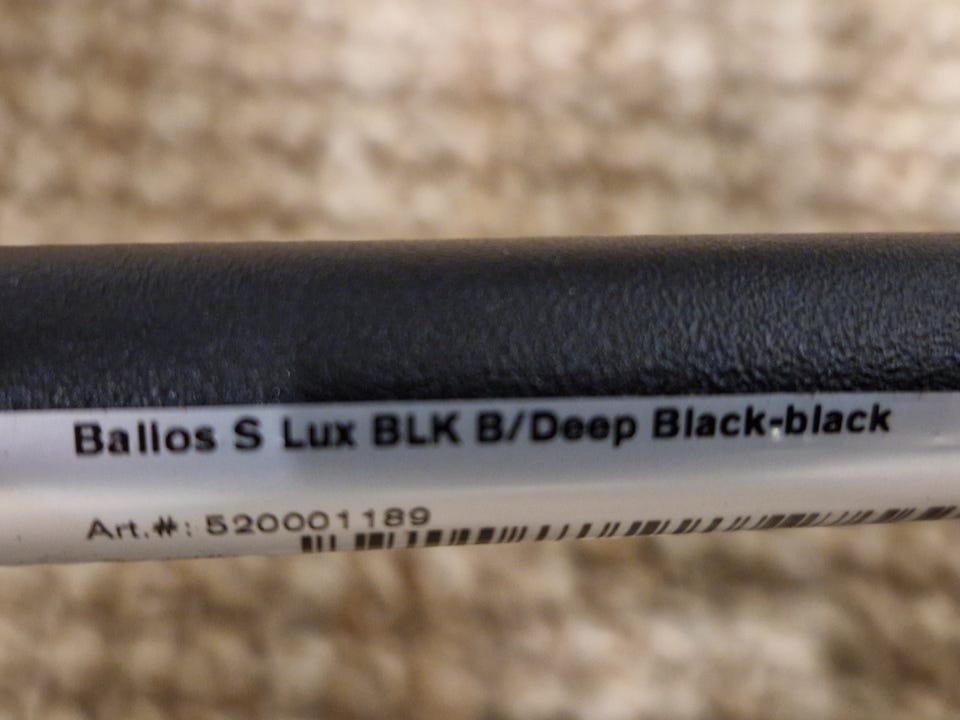 Ballos S Lux BLK B/Deep Black-black
Art.#: 520001189